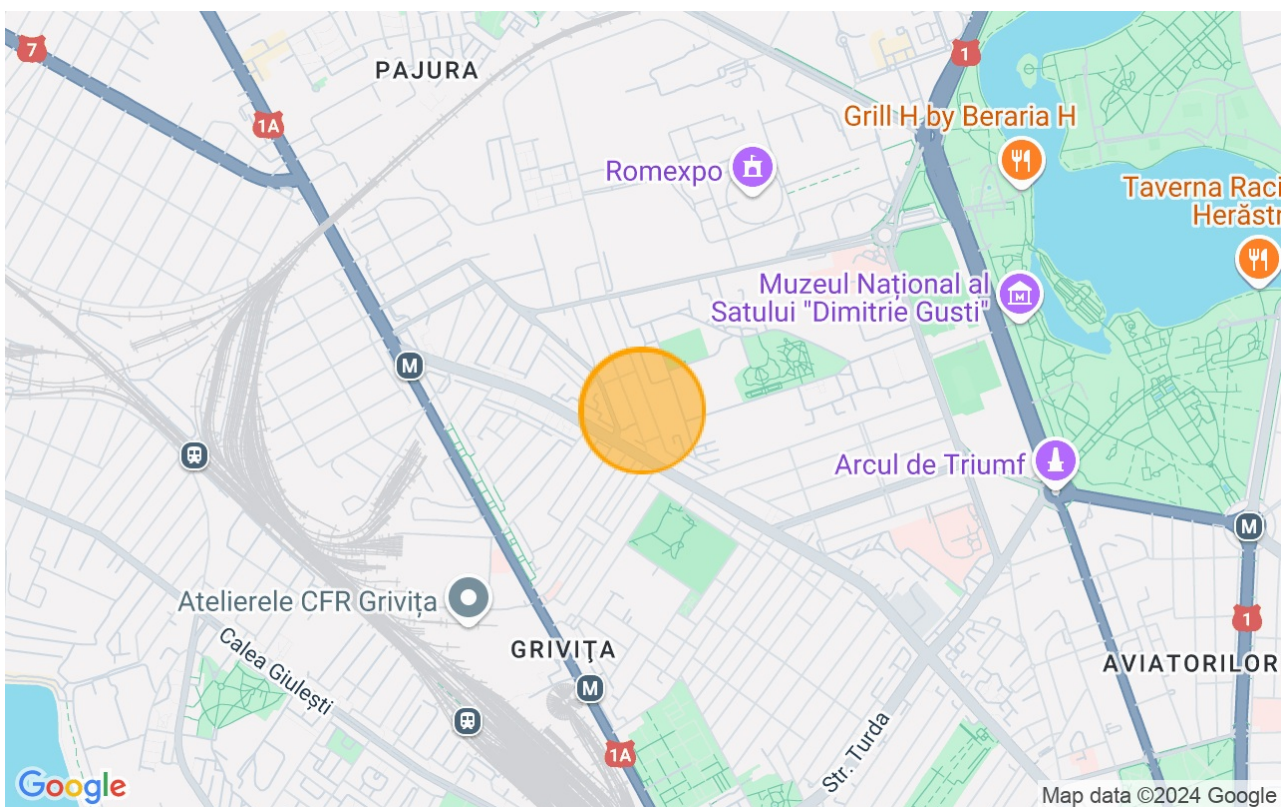 7
PAJURA
1
1A
Grill H by Beraria H
Romexpo
Taverna Raci
Herăstr
Muzeul Național al
Satului "Dimitrie Gusti"
M
Arcul de Triumf
M
Atelierele CFR Grivița
Calea Giulești
GRIVIȚA
1
AVIATORILOR
M
Str. Turda
1A
Google
Map data ©2024 Google